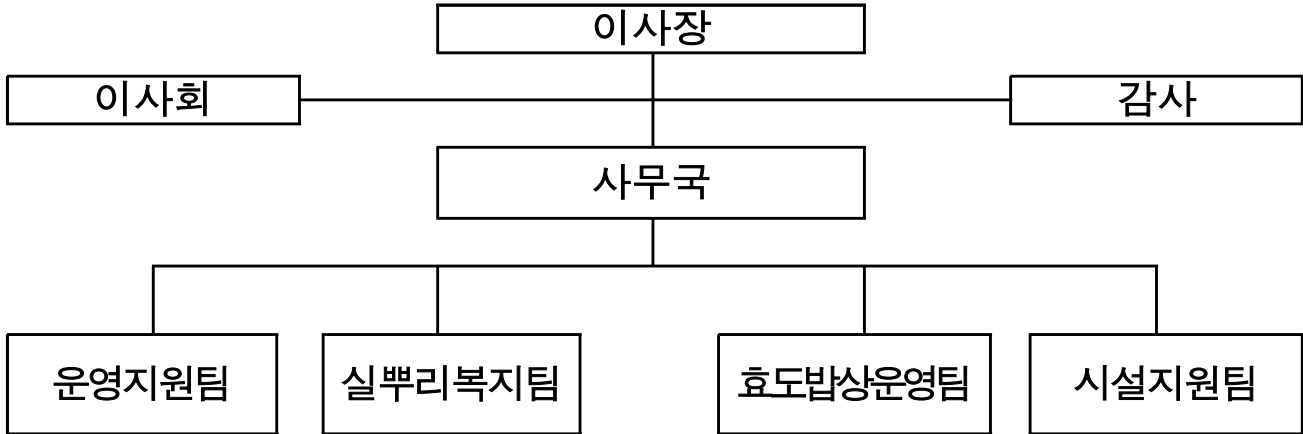 이사장
이사회
감사
사무국
운영지원팀
실뿌리복지팀
효도밥상운영팀
시설지원팀